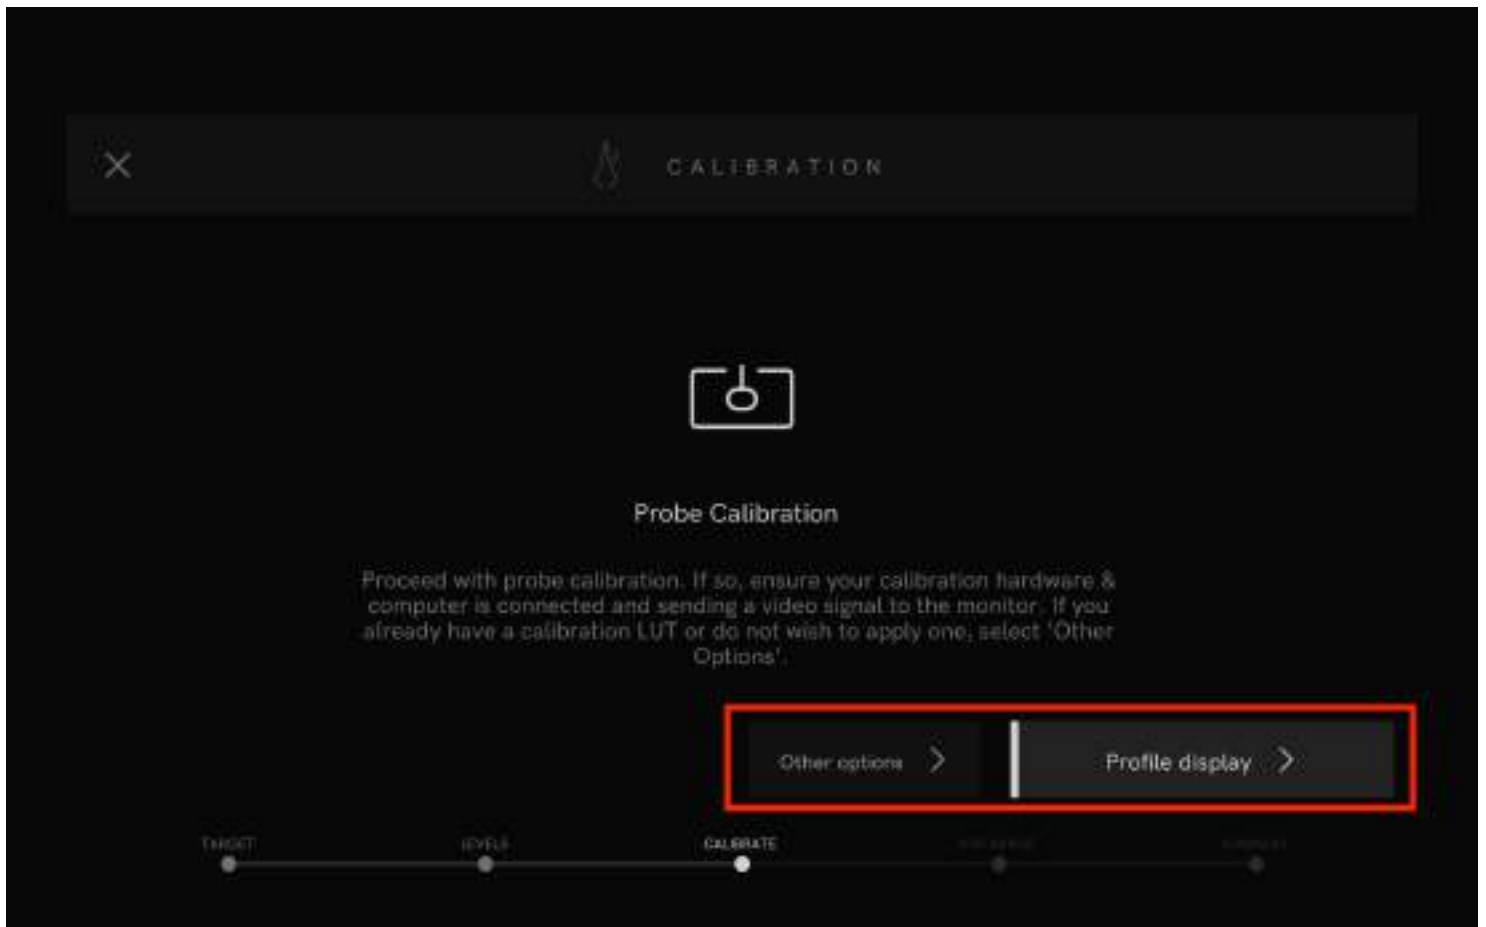 CALIBRATION
Probe Calibration
Proceed with probe calibration. If so, ensure your calibration hardware &
computer is connected and sending a video signal to the monitor. If you
already have a calibration LUT or do not wish to apply one, select 'Other
Options'.
Other options
Profile display
TARGET LEVELS CALIBRATE